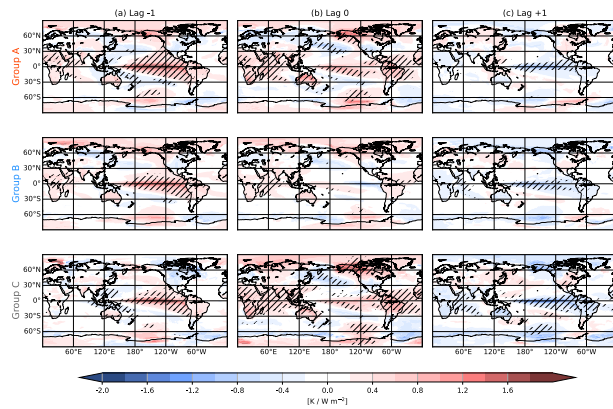 (a) Lag -1
(b) Lag 0
(c) Lag +1
Group A
60°N
30°N
0°
30°S
60°S
Group B
60°N
30°N
0°
30°S
60°S
Group C
60°N
30°N
0°
30°S
60°S
60°E 120°E 180° 120°W 60°W
60°E 120°E 180° 120°W 60°W
60°E 120°E 180° 120°W 60°W
-2.0 -1.6 -1.2 -0.8 -0.4 0.0 0.4 0.8 1.2 1.6
[K / W m⁻²]